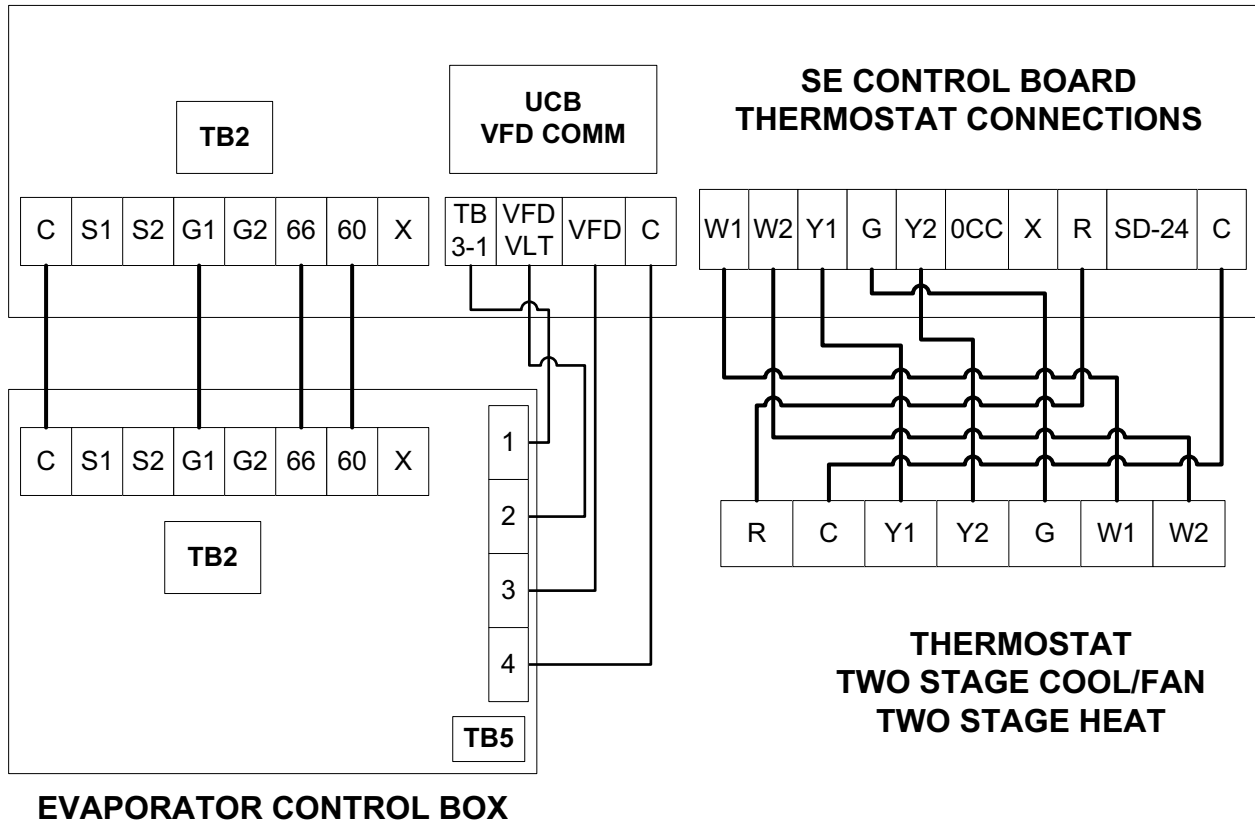 SE CONTROL BOARD
THERMOSTAT CONNECTIONS
UCB
VFD COMM
TB2
C S1 S2 G1 G2 66 60 X
TB
3-1
VFD
VLT
VFD C
W1 W2 Y1 G Y2 0CC X R SD-24 C
C S1 S2 G1 G2 66 60 X
TB2
1
2
3
4
TB5
R C Y1 Y2 G W1 W2
THERMOSTAT
TWO STAGE COOL/FAN
TWO STAGE HEAT
EVAPORATOR CONTROL BOX